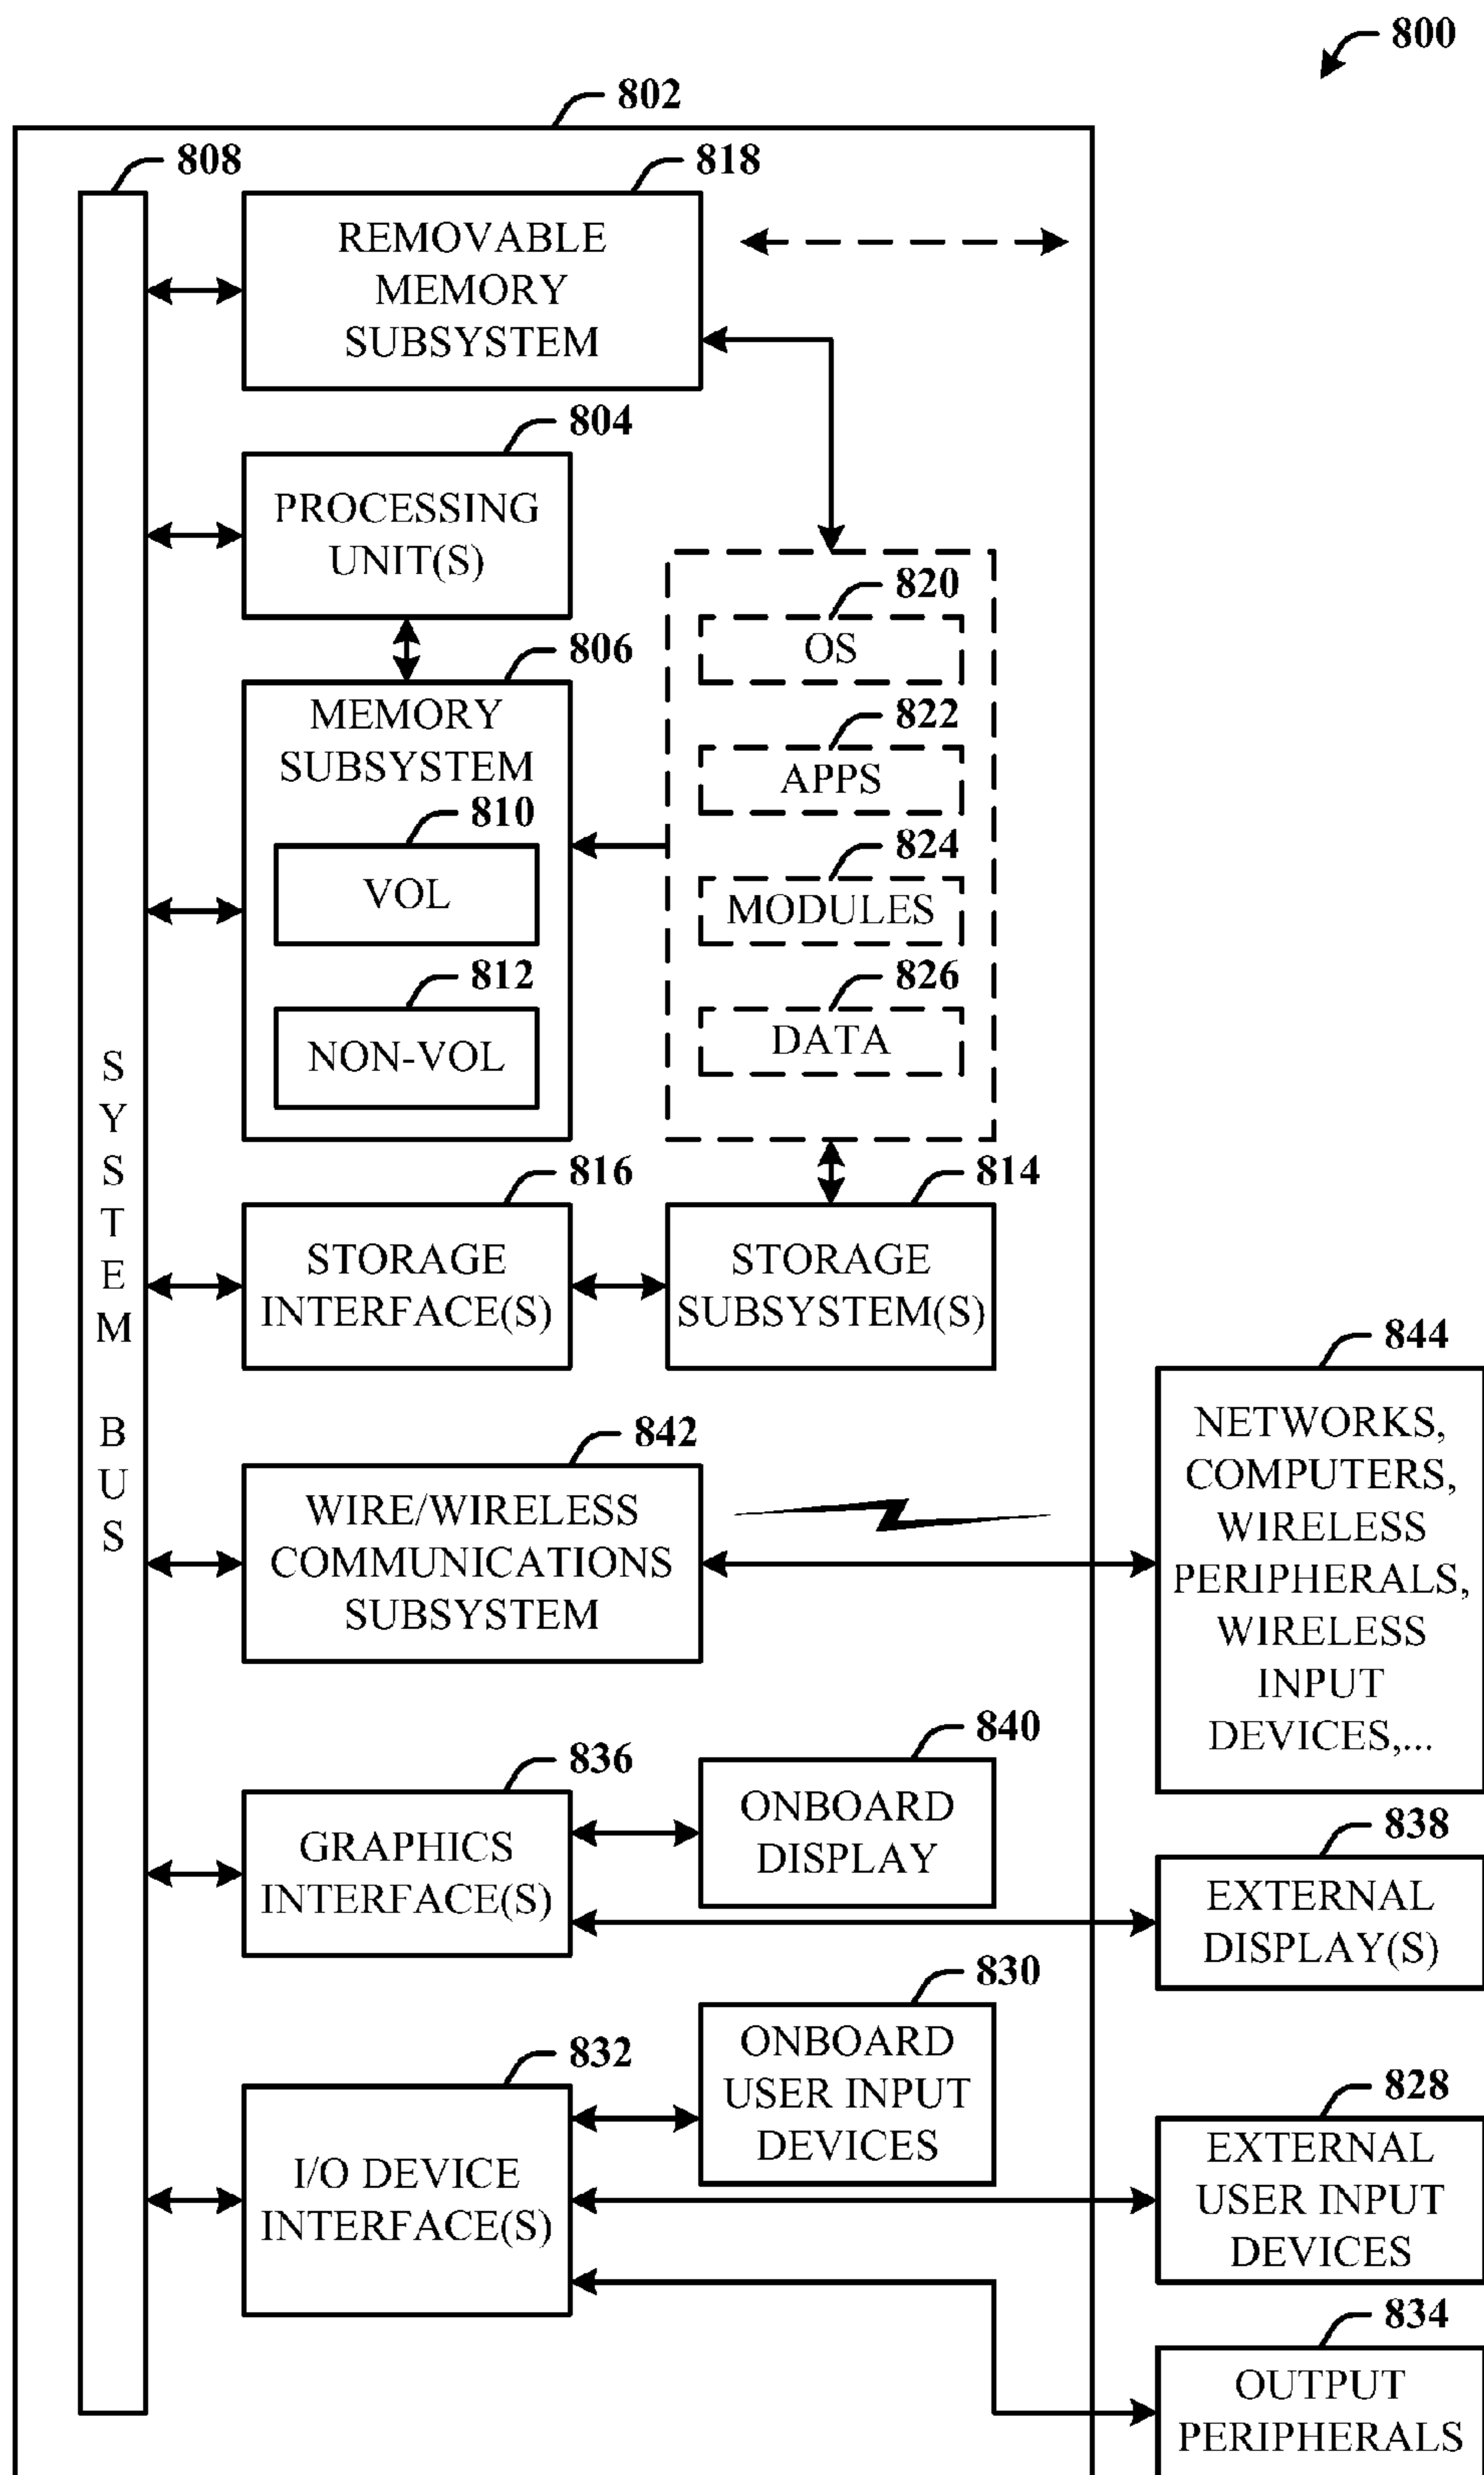 800
802
808
818
REMOVABLE
MEMORY
SUBSYSTEM
804
PROCESSING
UNIT(S)
806
MEMORY
SUBSYSTEM
810
VOL
812
NON-VOL
820
OS
822
APPS
824
MODULES
826
DATA
SYSTEM BUS
816
STORAGE
INTERFACE(S)
814
STORAGE
SUBSYSTEM(S)
842
WIRE/WIRELESS
COMMUNICATIONS
SUBSYSTEM
844
NETWORKS,
COMPUTERS,
WIRELESS
PERIPHERALS,
WIRELESS
INPUT
DEVICES,...
836
GRAPHICS
INTERFACE(S)
840
ONBOARD
DISPLAY
838
EXTERNAL
DISPLAY(S)
832
I/O DEVICE
INTERFACE(S)
830
ONBOARD
USER INPUT
DEVICES
828
EXTERNAL
USER INPUT
DEVICES
834
OUTPUT
PERIPHERALS